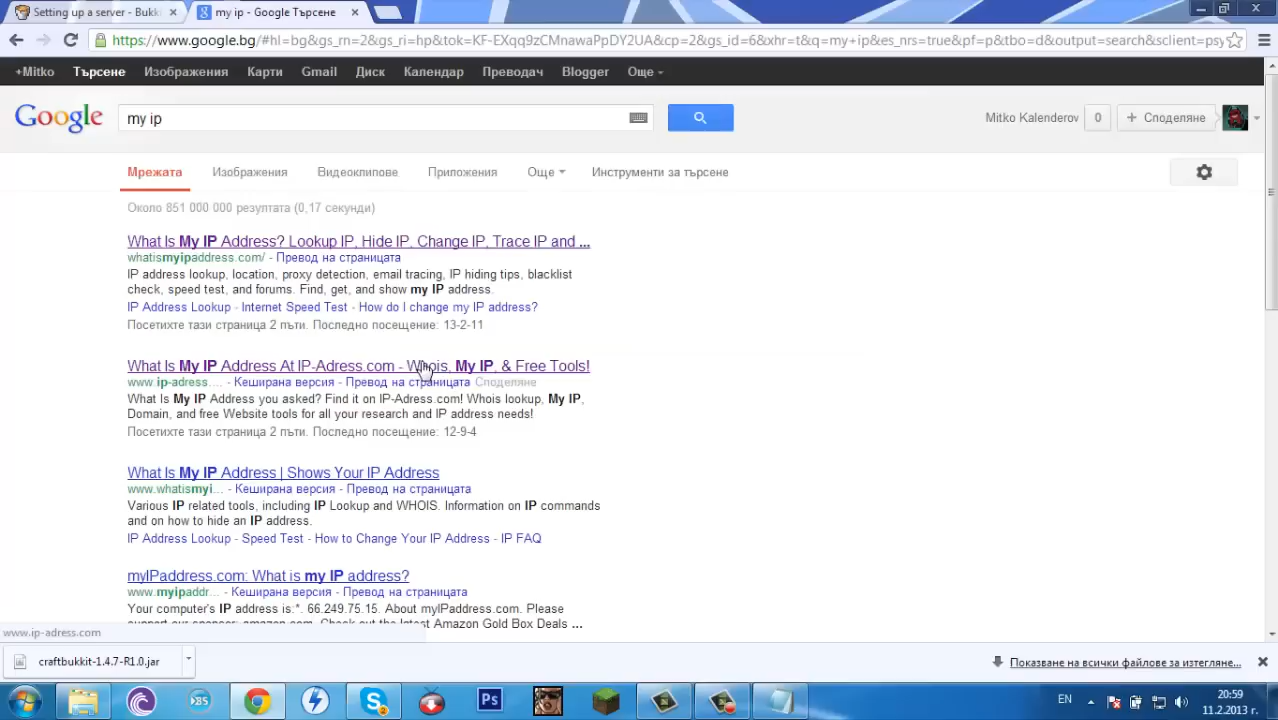 Setting up a server - Bukki
my ip - Google Търсене
https://www.google.bg/#hl=bg&gs_rn=2&gs_ri=hp&tok=KF-EXqq9zCMnawaPpDY2UA&cp=2&gs_id=6&xhr=t&q=my+ip&es_nrs=true&pf=p&tbo=d&output=search&sclient=psy
+Mitko Търсене Изображения Карти Gmail Диск Календар Преводач Blogger Още
Google
my ip
Mitko Kalenderov 0 + Споделяне
Мрежата Изображения Видеоклипове Приложения Още Инструменти за търсене
Около 851 000 000 резултата (0,17 секунди)
What Is My IP Address? Lookup IP, Hide IP, Change IP, Trace IP and ...
whatismyipaddress.com/ - Превод на страницата
IP address lookup, location, proxy detection, email tracing, IP hiding tips, blacklist
check, speed test, and forums. Find, get, and show my IP address.
IP Address Lookup - Internet Speed Test - How do I change my IP address?
Посетихте тази страница 2 пъти. Последно посещение: 13-2-11
What Is My IP Address At IP-Adress.com - Whois, My IP, & Free Tools!
www.ip-adress.... - Кеширана версия - Превод на страницата Споделяне
What Is My IP Address you asked? Find it on IP-Adress.com! Whois lookup, My IP,
Domain, and free Website tools for all your research and IP address needs!
Посетихте тази страница 2 пъти. Последно посещение: 12-9-4
What Is My IP Address | Shows Your IP Address
www.whatismyi... - Кеширана версия - Превод на страницата
Various IP related tools, including IP Lookup and WHOIS. Information on IP commands
and on how to hide an IP address.
IP Address Lookup - Speed Test - How to Change Your IP Address - IP FAQ
myIPaddress.com: What is my IP address?
www.myipaddr... - Кеширана версия - Превод на страницата
Your computer's IP address is:*. 66.249.75.15. About myIPaddress.com. Please
support our sponsor: amazon.com. Check out the latest Amazon Gold Box Deals ...
www.ip-adress.com
craftbukkit-1.4.7-R1.0.jar
Показване на всички файлове за изтегляне...
Ps
EN
20:59
11.2.2013 г.